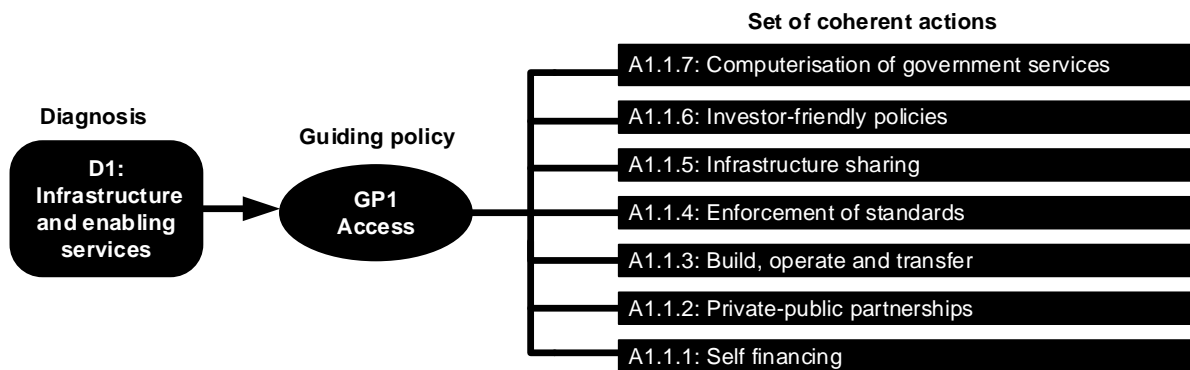 Set of coherent actions
A1.1.7: Computerisation of government services
A1.1.6: Investor-friendly policies
Diagnosis
Guiding policy
D1:
Infrastructure
and enabling
services
GP1
Access
A1.1.5: Infrastructure sharing
A1.1.4: Enforcement of standards
A1.1.3: Build, operate and transfer
A1.1.2: Private-public partnerships
A1.1.1: Self financing